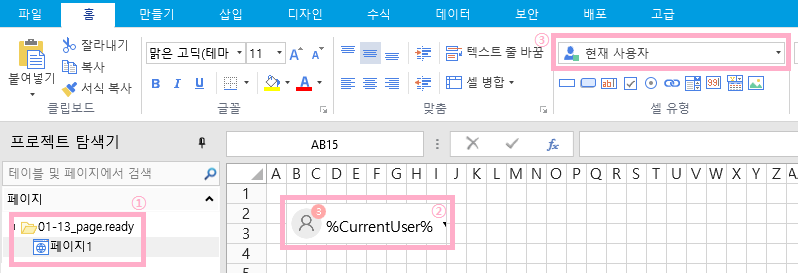 파일 홈 만들기 삽입 디자인 수식 데이터 보안 배포 고급
붙여넣기
잘라내기
복사
서식 복사
클립보드
맑은 고딕(테마 11 A A
가 가 가
글꼴
텍스트 줄 바꿈
셀 병합
맞춤
③
현재 사용자
ab
99
셀 유형
프로젝트 탐색기
AB15
fx
테이블 및 페이지에서 검색
페이지
①
01-13_page.ready
페이지1
A B C D E F G H I J K L M N O P Q R S T U V W X Y Z
1
2
3
4
3
②
%CurrentUser%